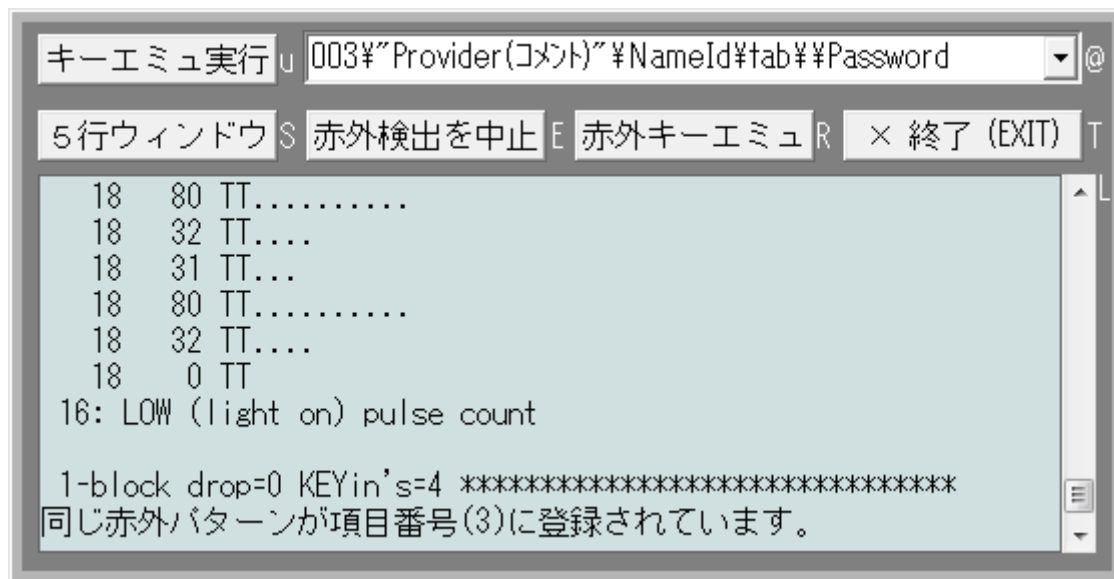 キーエミュ実行 u 003¥"Provider(コメント)"¥NameId¥tab¥¥Password @
5行ウィンドウ S 赤外検出を中止 E 赤外キーエミュ R × 終了 (EXIT) T
L
18 80 TT..........
18 32 TT....
18 31 TT...
18 80 TT..........
18 32 TT....
18 0 TT
16: LOW (light on) pulse count
1-block drop=0 KEYin's=4 *******************************
同じ赤外パターンが項目番号(3)に登録されています。